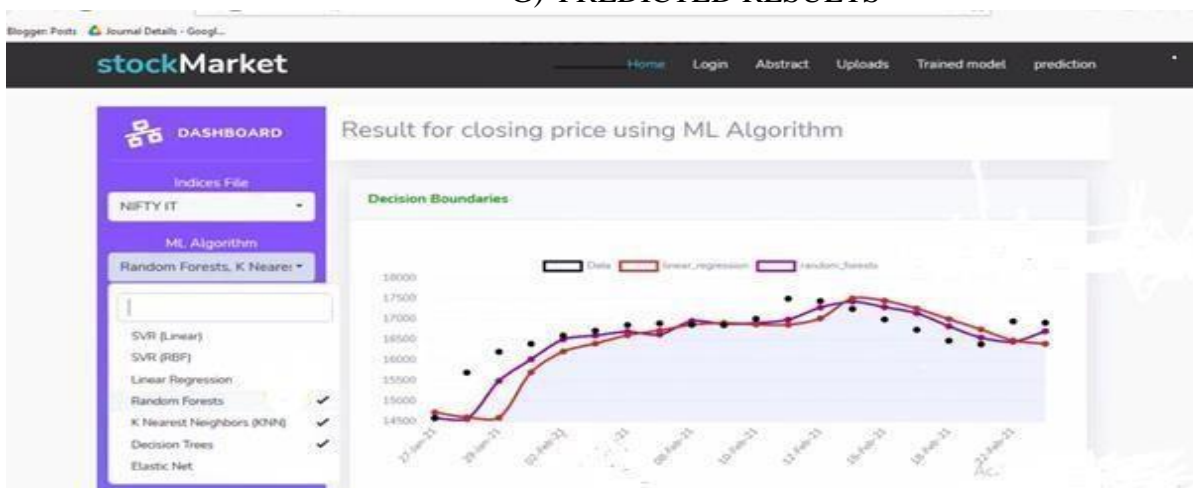 PREDICTED RESULTS
Blogger: Posts Journal Details - Googl...
stockMarket
Home Login Abstract Uploads Trained model prediction
DASHBOARD
Result for closing price using ML Algorithm
Indices File
NIFTY IT
Decision Boundaries
ML Algorithm
Random Forests, K Neares
Data linear_regression random_forests
SVR (Linear)
SVR (RBF)
Linear Regression
Random Forests
K Nearest Neighbors (KNN)
Decision Trees
Elastic Net
18000
17500
17000
16500
16000
15500
15000
14500
27-Jan-21 29-Jan-21 02-Feb-21 -21 08-Feb-21 10-Feb-21 12-Feb-21 16-Feb-21 18-Feb-21 22-Feb-21
Ac